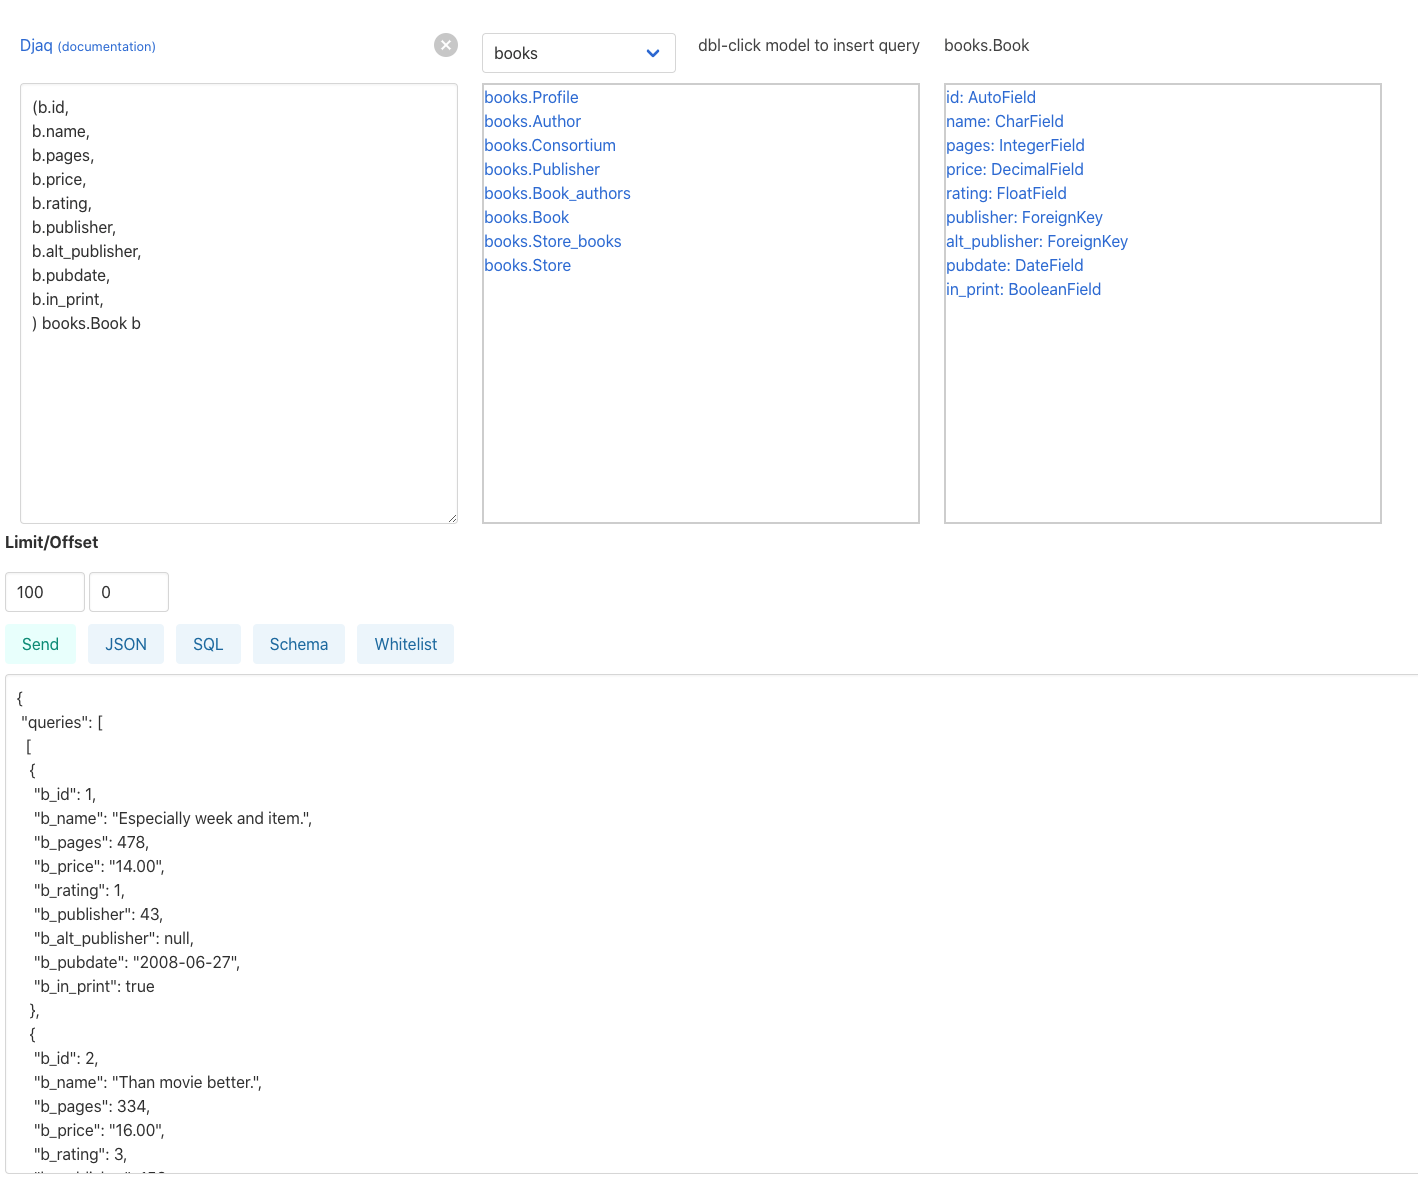 Djaq (documentation)
books
dbl-click model to insert query
books.Book
(b.id,
b.name,
b.pages,
b.price,
b.rating,
b.publisher,
b.alt_publisher,
b.pubdate,
b.in_print,
) books.Book b
books.Profile
books.Author
books.Consortium
books.Publisher
books.Book_authors
books.Book
books.Store_books
books.Store
id: AutoField
name: CharField
pages: IntegerField
price: DecimalField
rating: FloatField
publisher: ForeignKey
alt_publisher: ForeignKey
pubdate: DateField
in_print: BooleanField
Limit/Offset
100
0
Send
JSON
SQL
Schema
Whitelist
{
"queries": [
[
{
"b_id": 1,
"b_name": "Especially week and item.",
"b_pages": 478,
"b_price": "14.00",
"b_rating": 1,
"b_publisher": 43,
"b_alt_publisher": null,
"b_pubdate": "2008-06-27",
"b_in_print": true
},
{
"b_id": 2,
"b_name": "Than movie better.",
"b_pages": 334,
"b_price": "16.00",
"b_rating": 3,